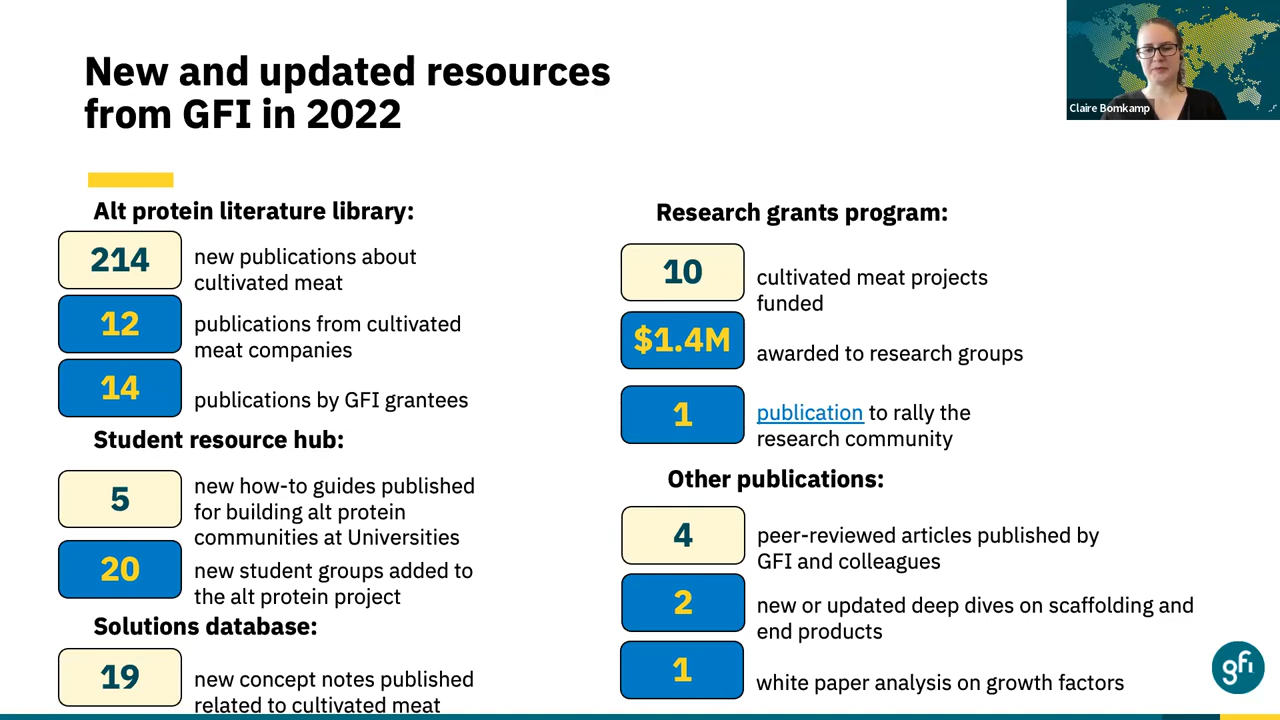 New and updated resources
from GFI in 2022
Claire Bomkamp
Alt protein literature library:
214
new publications about
cultivated meat
12
publications from cultivated
meat companies
14
publications by GFI grantees
Student resource hub:
5
new how-to guides published
for building alt protein
communities at Universities
20
new student groups added to
the alt protein project
Solutions database:
19
new concept notes published
related to cultivated meat
Research grants program:
10
cultivated meat projects
funded
$1.4M
awarded to research groups
1
publication to rally the
research community
Other publications:
4
peer-reviewed articles published by
GFI and colleagues
2
new or updated deep dives on scaffolding and
end products
1
white paper analysis on growth factors
gfi